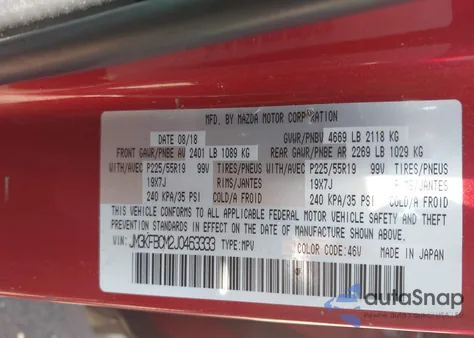 MFD. BY MAZDA MOTOR CORPORATION
DATE 08/18 GVWR/PNBV 4669 LB 2118 KG
FRONT GAWR/PNBE AV 2401 LB 1089 KG REAR GAWR/PNBE AR 2269 LB 1029 KG
WITH/AVEC P225/55R19 99V TIRES/PNEUS WITH/AVEC P225/55R19 99V TIRES/PNEUS
19X7J RIMS/JANTES 19X7J RIMS/JANTES
240 KPA/35 PSI COLD/A FROID 240 KPA/35 PSI COLD/A FROID
THIS VEHICLE CONFORMS TO ALL APPLICABLE FEDERAL MOTOR VEHICLE SAFETY AND THEFT
PREVENTION STANDARDS IN EFFECT ON THE DATE OF MANUFACTURE SHOWN ABOVE.
VIN: JM3KFBCM2J0463333 TYPE: MPV COLOR CODE: 46V MADE IN JAPAN
autoSnap